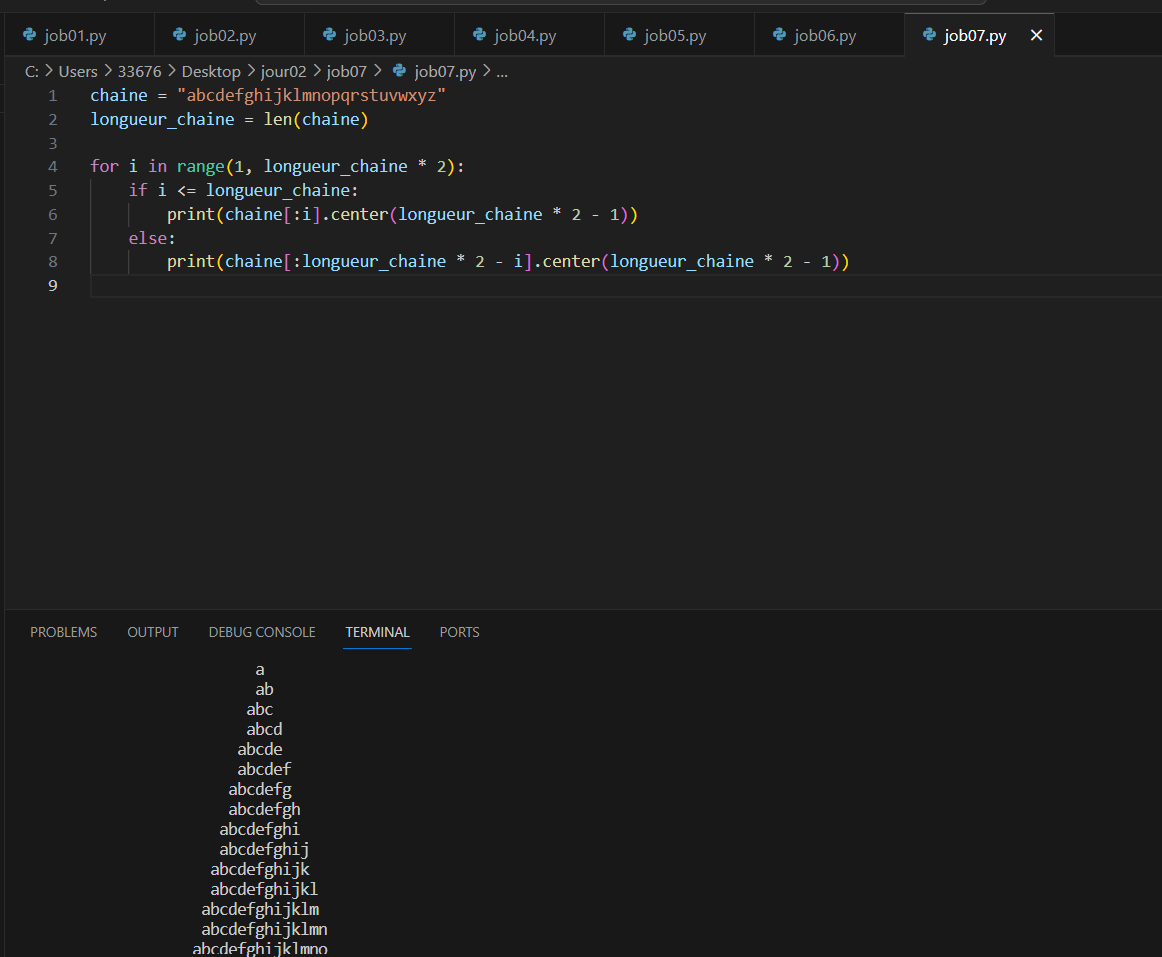 job01.py job02.py job03.py job04.py job05.py job06.py job07.py ✕
C: > Users > 33676 > Desktop > jour02 > job07 > job07.py > ...
1 chaine = "abcdefghijklmnopqrstuvwxyz"
2 longueur_chaine = len(chaine)
3
4 for i in range(1, longueur_chaine * 2):
5     if i <= longueur_chaine:
6         print(chaine[:i].center(longueur_chaine * 2 - 1))
7     else:
8         print(chaine[:longueur_chaine * 2 - i].center(longueur_chaine * 2 - 1))
9
PROBLEMS OUTPUT DEBUG CONSOLE TERMINAL PORTS
a
ab
abc
abcd
abcde
abcdef
abcdefg
abcdefgh
abcdefghi
abcdefghij
abcdefghijk
abcdefghijkl
abcdefghijklm
abcdefghijklmn
abcdefghijklmno